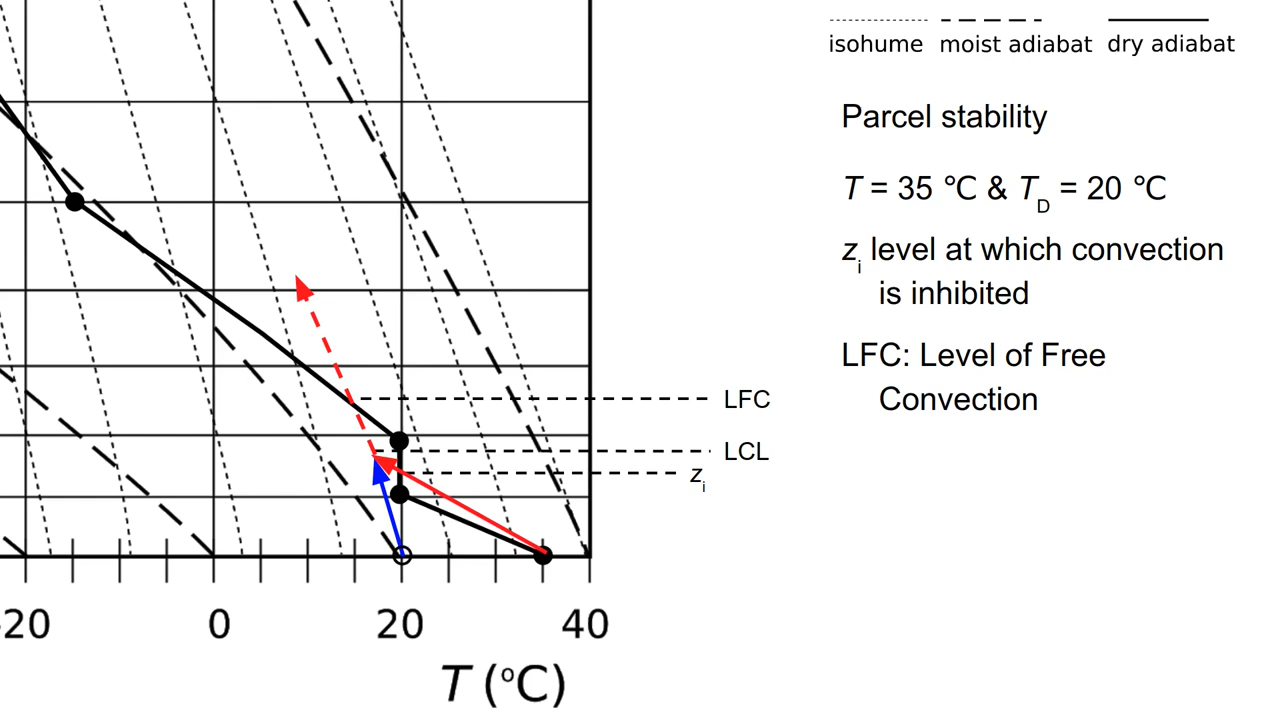 isohume moist adiabat dry adiabat
Parcel stability
T = 35 ℃ & T_D = 20 ℃
z_i level at which convection
is inhibited
LFC: Level of Free
Convection
LFC
LCL
z_i
-20 0 20 40
T (°C)